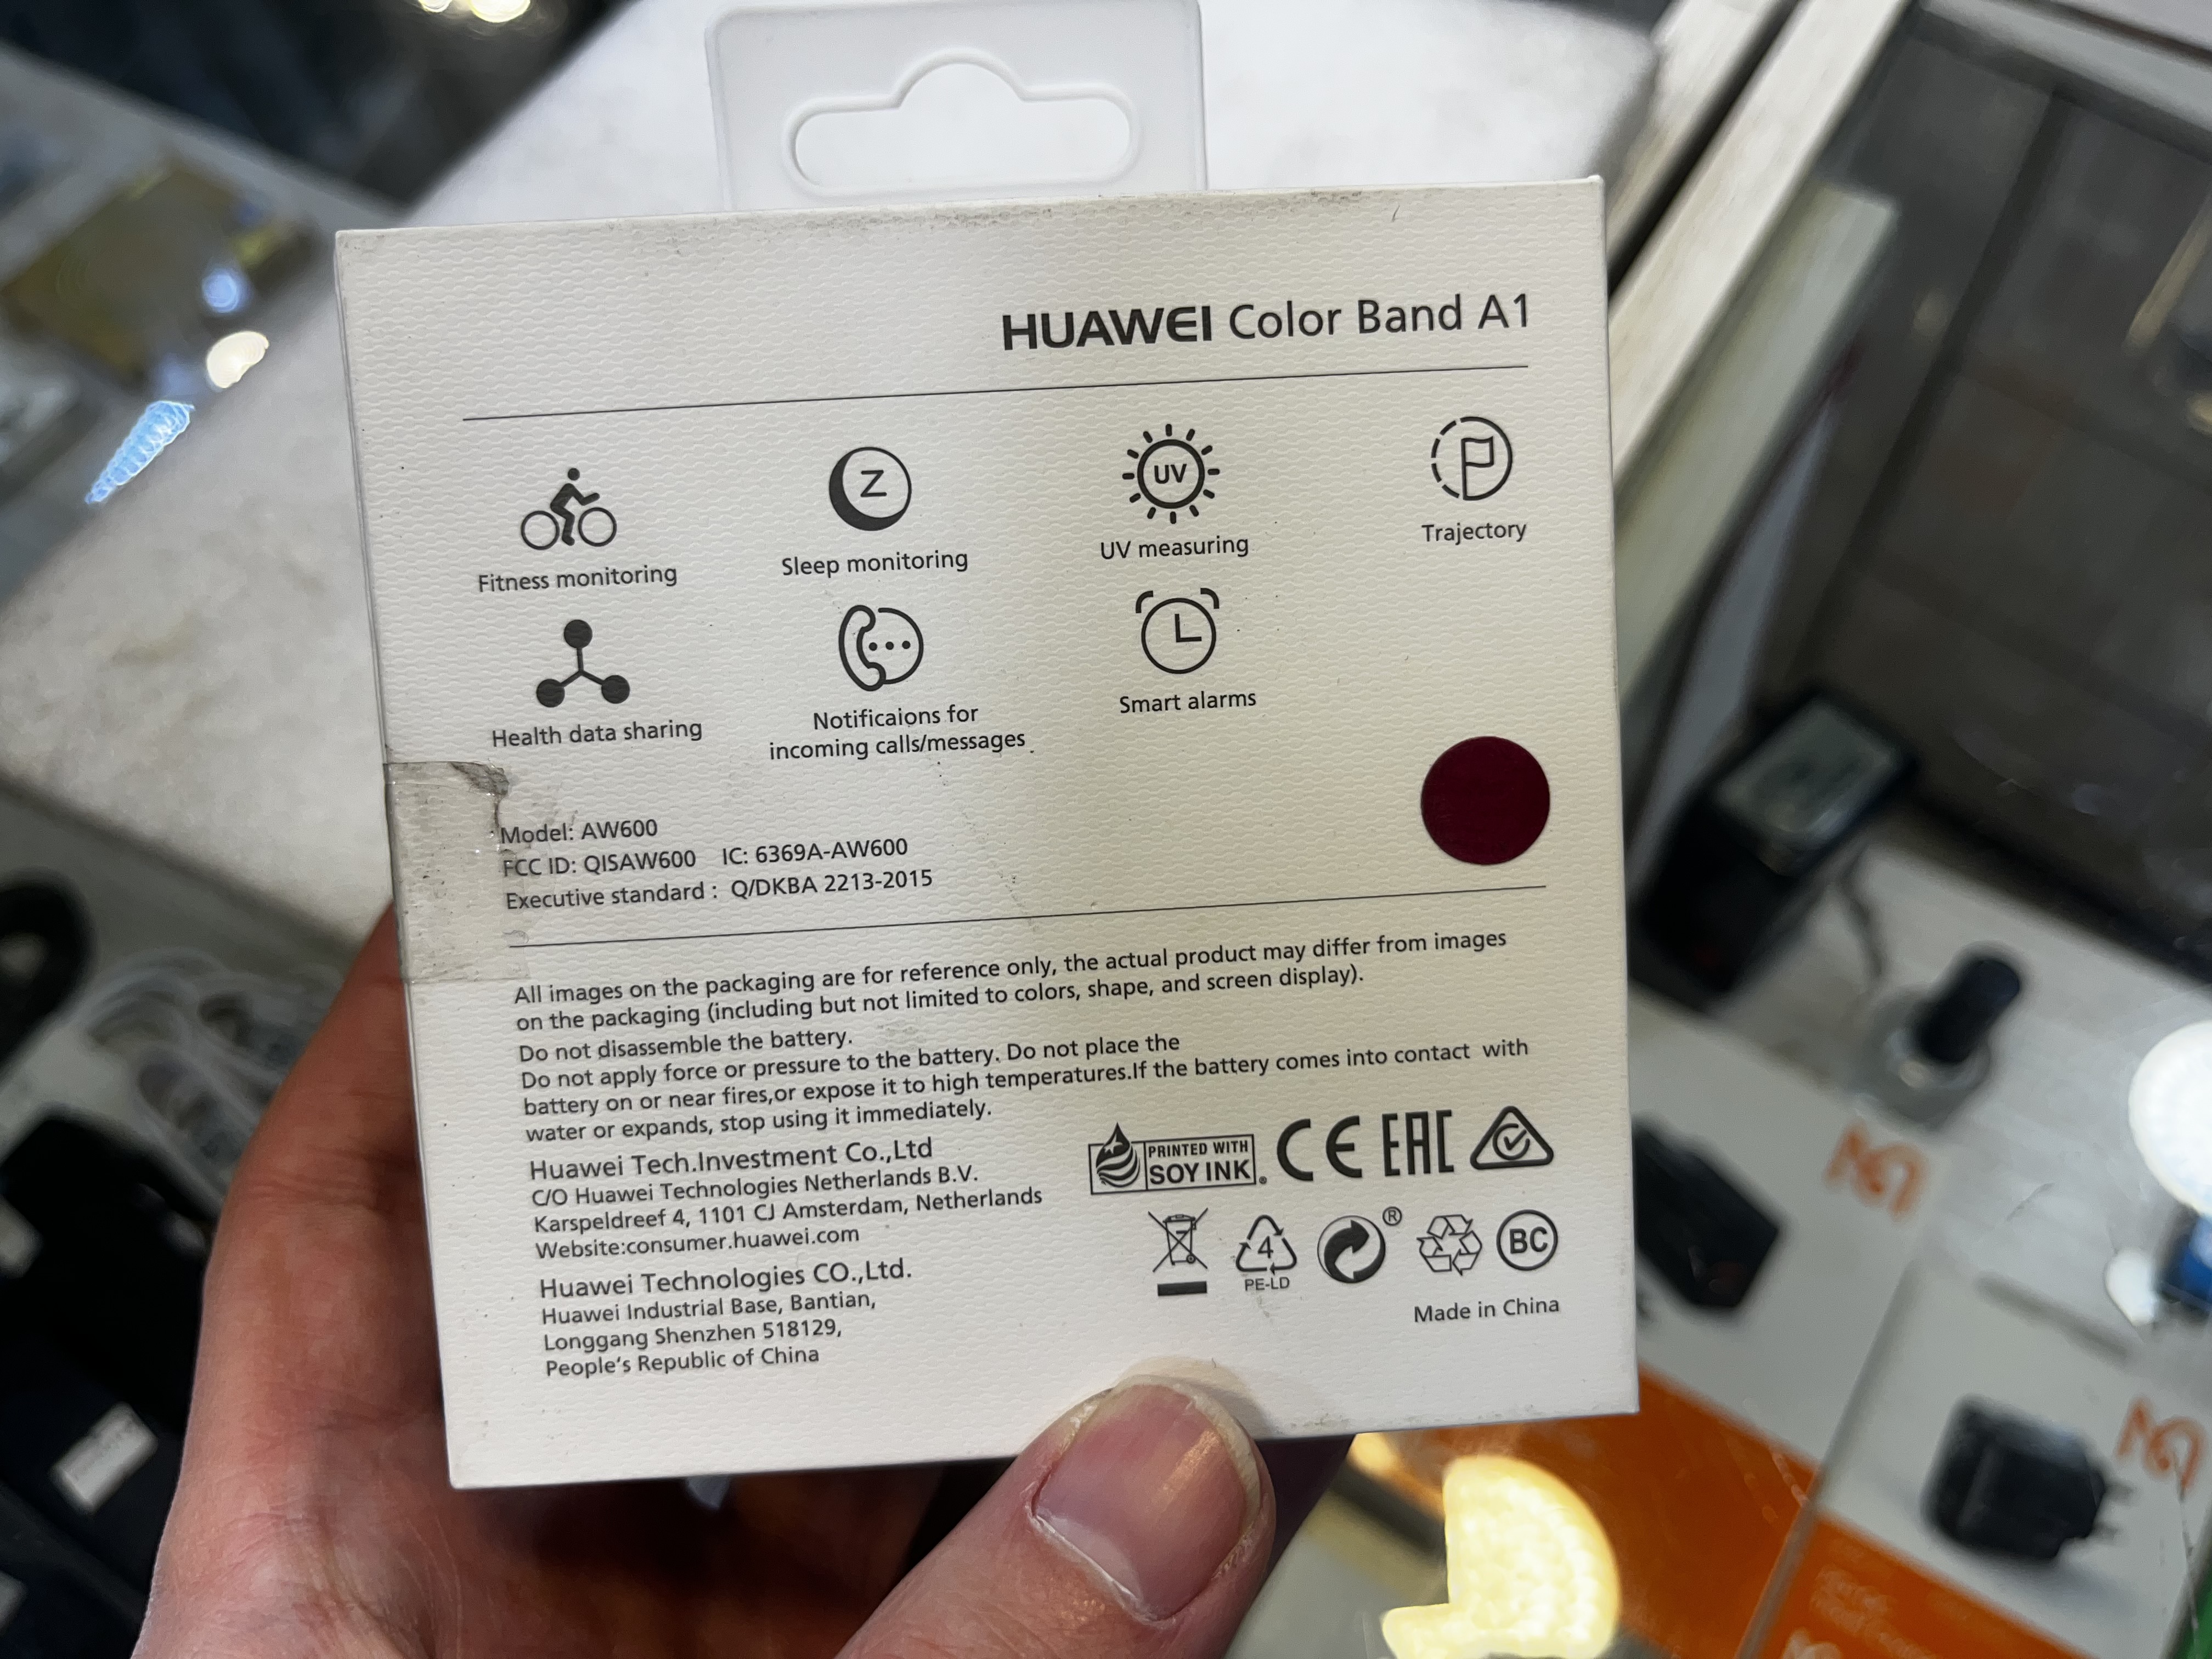 HUAWEI Color Band A1
Fitness monitoring
Z
Sleep monitoring
UV
UV measuring
Trajectory
Health data sharing
Notificaions for
incoming calls/messages
Smart alarms
Model: AW600
FCC ID: QISAW600 IC: 6369A-AW600
Executive standard : Q/DKBA 2213-2015
All images on the packaging are for reference only, the actual product may differ from images
on the packaging (including but not limited to colors, shape, and screen display).
Do not disassemble the battery.
Do not apply force or pressure to the battery. Do not place the
battery on or near fires,or expose it to high temperatures.If the battery comes into contact with
water or expands, stop using it immediately.
Huawei Tech.Investment Co.,Ltd
C/O Huawei Technologies Netherlands B.V.
Karspeldreef 4, 1101 CJ Amsterdam, Netherlands
Website:consumer.huawei.com
Huawei Technologies CO.,Ltd.
Huawei Industrial Base, Bantian,
Longgang Shenzhen 518129,
People's Republic of China
PRINTED WITH
SOY INK®
CE EAC
4
PE-LD
®
BC
Made in China